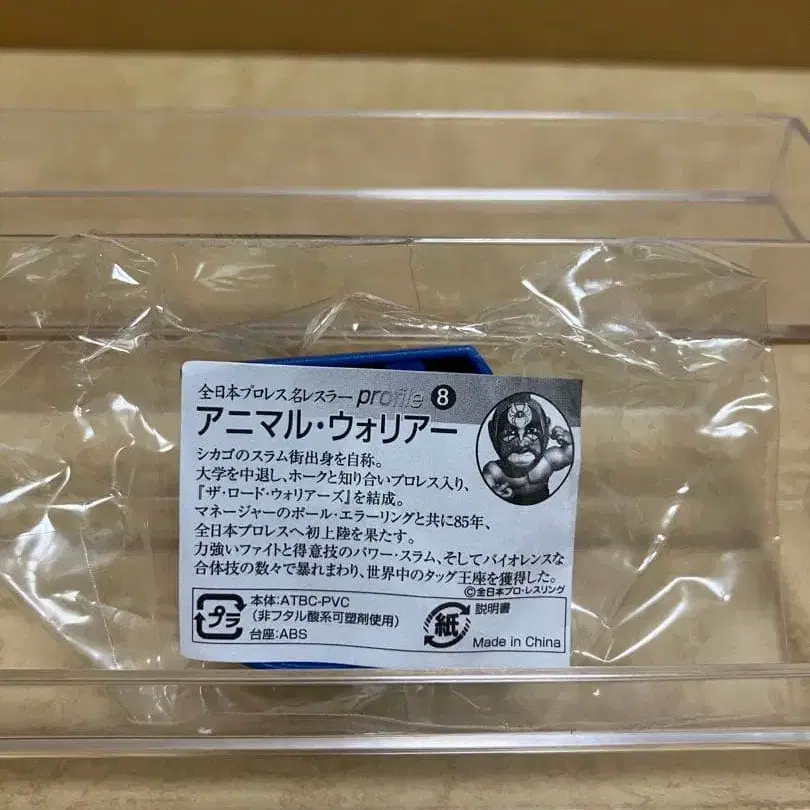 全日本プロレス名レスラー profile 8
アニマル・ウォリアー
シカゴのスラム街出身を自称。
大学を中退し、ホークと知り合いプロレス入り、
『ザ・ロード・ウォリアーズ』を結成。
マネージャーのポール・エラーリングと共に85年、
全日本プロレスへ初上陸を果たす。
力強いファイトと得意技のパワー・スラム、そしてバイオレンスな
合体技の数々で暴れまわり、世界中のタッグ王座を獲得した。
©全日本プロ・レスリング
プラ
本体:ATBC-PVC
(非フタル酸系可塑剤使用)
台座:ABS
紙
説明書
Made in China